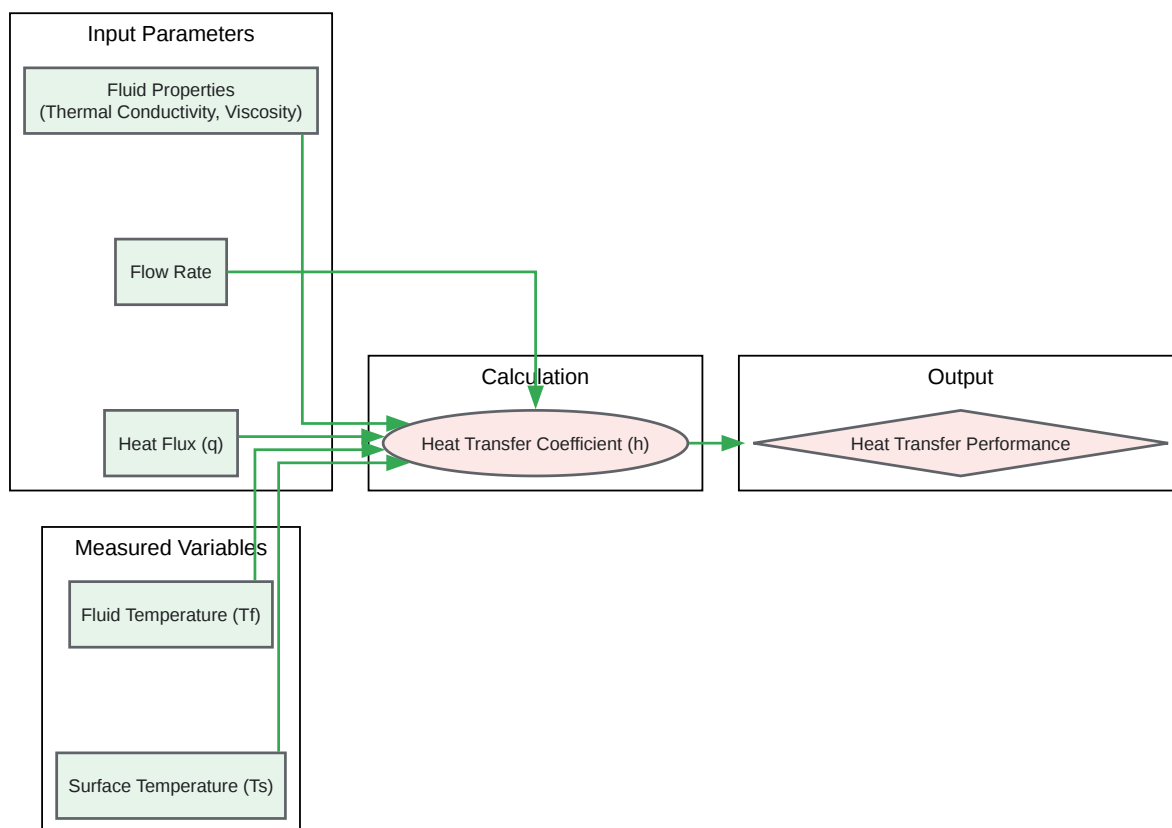 Input Parameters
Fluid Properties
(Thermal Conductivity, Viscosity)
Flow Rate
Heat Flux (q)
Calculation
Heat Transfer Coefficient (h)
Output
Heat Transfer Performance
Measured Variables
Fluid Temperature (Tf)
Surface Temperature (Ts)